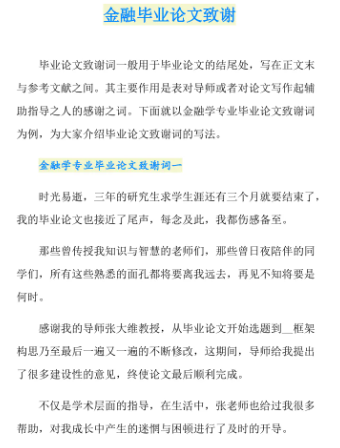 金融毕业论文致谢
毕业论文致谢词一般用于毕业论文的结尾处，写在正文末
与参考文献之间。其主要作用是表对导师或者对论文写作起辅
助指导之人的感谢之词。下面就以金融学专业毕业论文致谢词
为例，为大家介绍毕业论文致谢词的写法。
金融学专业毕业论文致谢词一
时光易逝，三年的研究生求学生涯还有三个月就要结束了，
我的毕业论文也接近了尾声，每念及此，我都伤感备至。
那些曾传授我知识与智慧的老师们，那些曾日夜陪伴的同
学们，所有这些熟悉的面孔都将要离我远去，再见不知将要是
何时。
感谢我的导师张大维教授，从毕业论文开始选题到__框架
构思乃至最后一遍又一遍的不断修改，这期间，导师给我提出
了很多建设性的意见，终使论文最后顺利完成。
不仅是学术层面的指导，在生活中，张老师也给过我很多
帮助，对我成长中产生的迷惘与困顿进行了及时的开导。